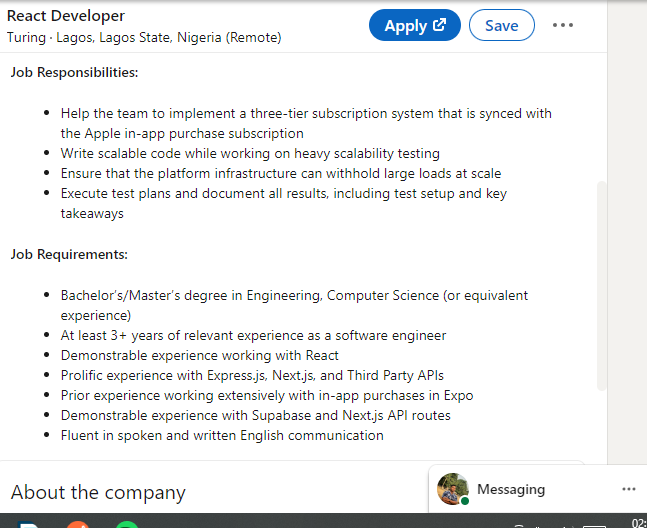 React Developer
Turing · Lagos, Lagos State, Nigeria (Remote)
Apply
Save
Job Responsibilities:
• Help the team to implement a three-tier subscription system that is synced with
the Apple in-app purchase subscription
• Write scalable code while working on heavy scalability testing
• Ensure that the platform infrastructure can withhold large loads at scale
• Execute test plans and document all results, including test setup and key
takeaways
Job Requirements:
• Bachelor's/Master's degree in Engineering, Computer Science (or equivalent
experience)
• At least 3+ years of relevant experience as a software engineer
• Demonstrable experience working with React
• Prolific experience with Express.js, Next.js, and Third Party APIs
• Prior experience working extensively with in-app purchases in Expo
• Demonstrable experience with Supabase and Next.js API routes
• Fluent in spoken and written English communication
About the company
Messaging